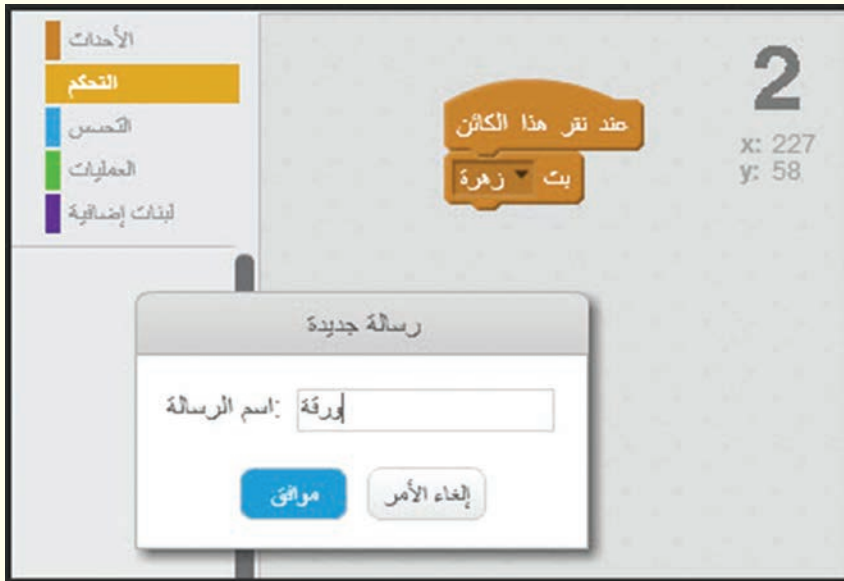 الأحداث
التحكم
التحسس
العمليات
لبنات إضافية
عند نقر هذا الكائن
بث زهرة
2
x: 227
y: 58
رسالة جديدة
اسم الرسالة: ورقة
موافق
إلغاء الأمر